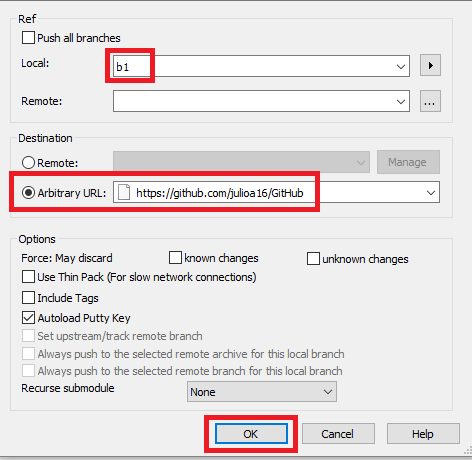 Ref
Push all branches
Local: b1
Remote: ...
Destination
Remote: Manage
Arbitrary URL: https://github.com/julioa16/GitHub
Options
Force: May discard known changes unknown changes
Use Thin Pack (For slow network connections)
Include Tags
Autoload Putty Key
Set upstream/track remote branch
Always push to the selected remote archive for this local branch
Always push to the selected remote branch for this local branch
Recurse submodule None
OK Cancel Help